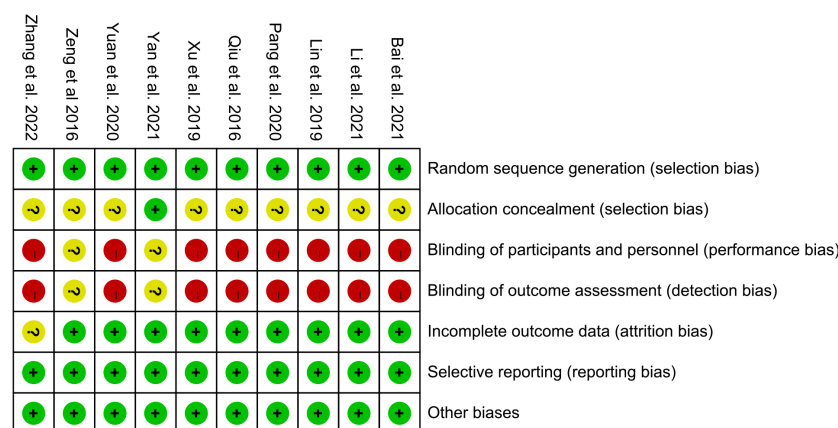 Zhang et al. 2022
Zeng et al 2016
Yuan et al. 2020
Yan et al. 2021
Xu et al. 2019
Qiu et al. 2016
Pang et al. 2020
Lin et al. 2019
Li et al. 2021
Bai et al. 2021
+ + + + + + + + + + Random sequence generation (selection bias)
? ? ? + ? ? ? ? ? ? Allocation concealment (selection bias)
– ? – ? – – – – – – Blinding of participants and personnel (performance bias)
– ? – ? – – – – – – Blinding of outcome assessment (detection bias)
? + + + + + + + + + Incomplete outcome data (attrition bias)
+ + + + + + + + + + Selective reporting (reporting bias)
+ + + + + + + + + + Other biases